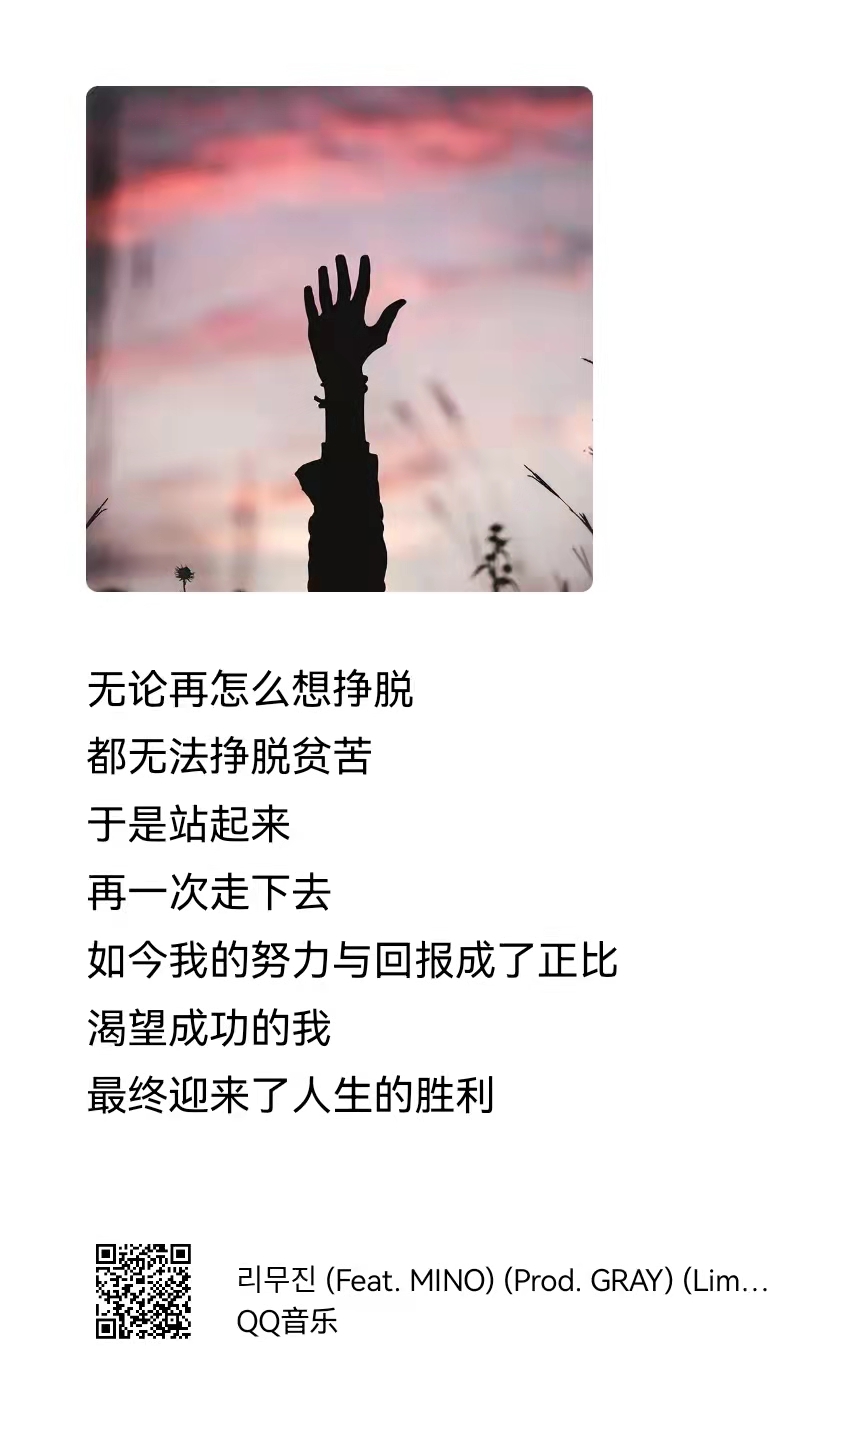 无论再怎么想挣脱
都无法挣脱贫苦
于是站起来
再一次走下去
如今我的努力与回报成了正比
渴望成功的我
最终迎来了人生的胜利
리무진 (Feat. MINO) (Prod. GRAY) (Lim...
QQ音乐